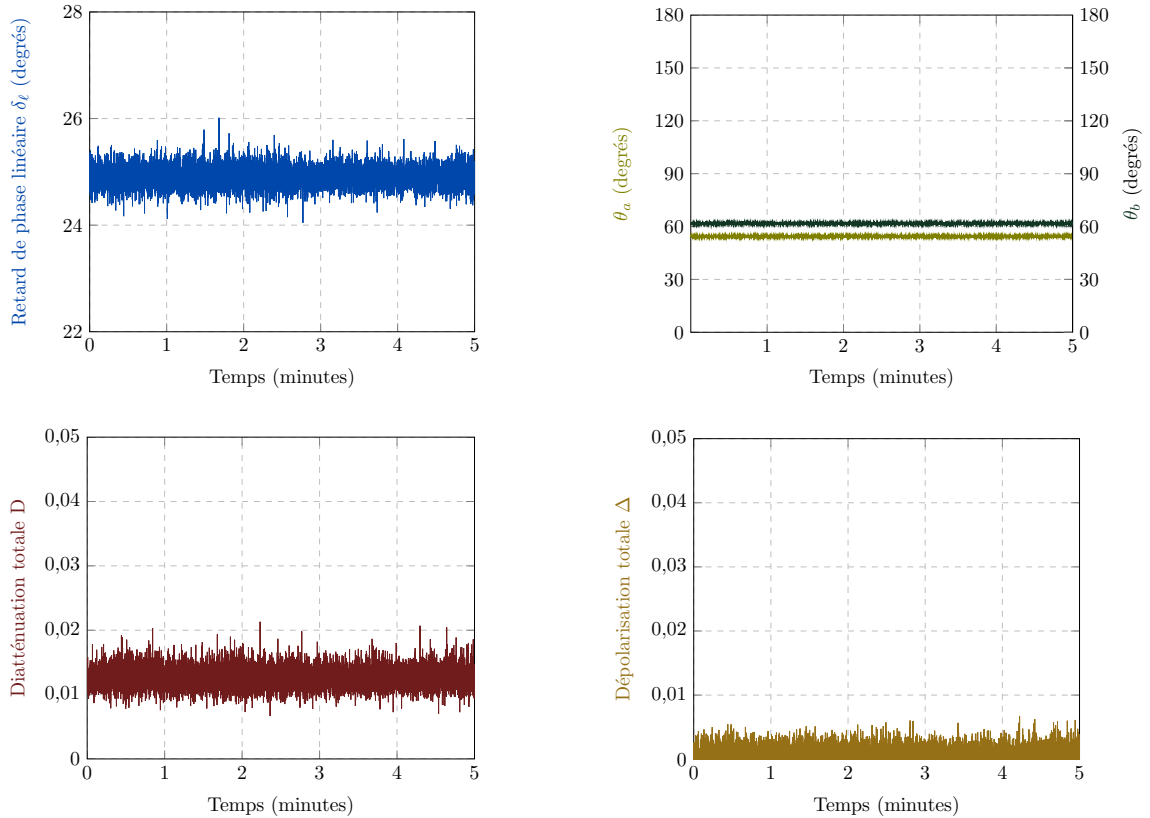 Retard de phase linéaire δℓ (degrés)
28
26
24
22
0 1 2 3 4 5
Temps (minutes)
θa (degrés)
180
150
120
90
60
30
0
1 2 3 4 5
Temps (minutes)
180
150
120
90
60
30
0
θb (degrés)
Diatténuation totale D
0,05
0,04
0,03
0,02
0,01
0
0 1 2 3 4 5
Temps (minutes)
Dépolarisation totale Δ
0,05
0,04
0,03
0,02
0,01
0
0 1 2 3 4 5
Temps (minutes)